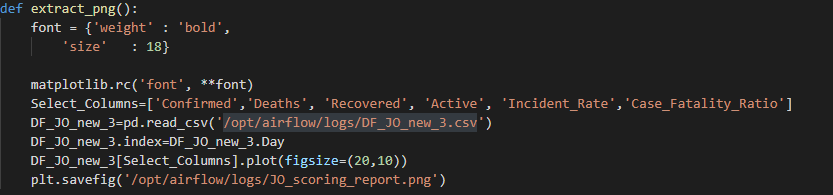 def extract_png():
font = {'weight' : 'bold',
'size'   : 18}
matplotlib.rc('font', **font)
Select_Columns=['Confirmed','Deaths', 'Recovered', 'Active', 'Incident_Rate','Case_Fatality_Ratio']
DF_JO_new_3=pd.read_csv('/opt/airflow/logs/DF_JO_new_3.csv')
DF_JO_new_3.index=DF_JO_new_3.Day
DF_JO_new_3[Select_Columns].plot(figsize=(20,10))
plt.savefig('/opt/airflow/logs/JO_scoring_report.png')